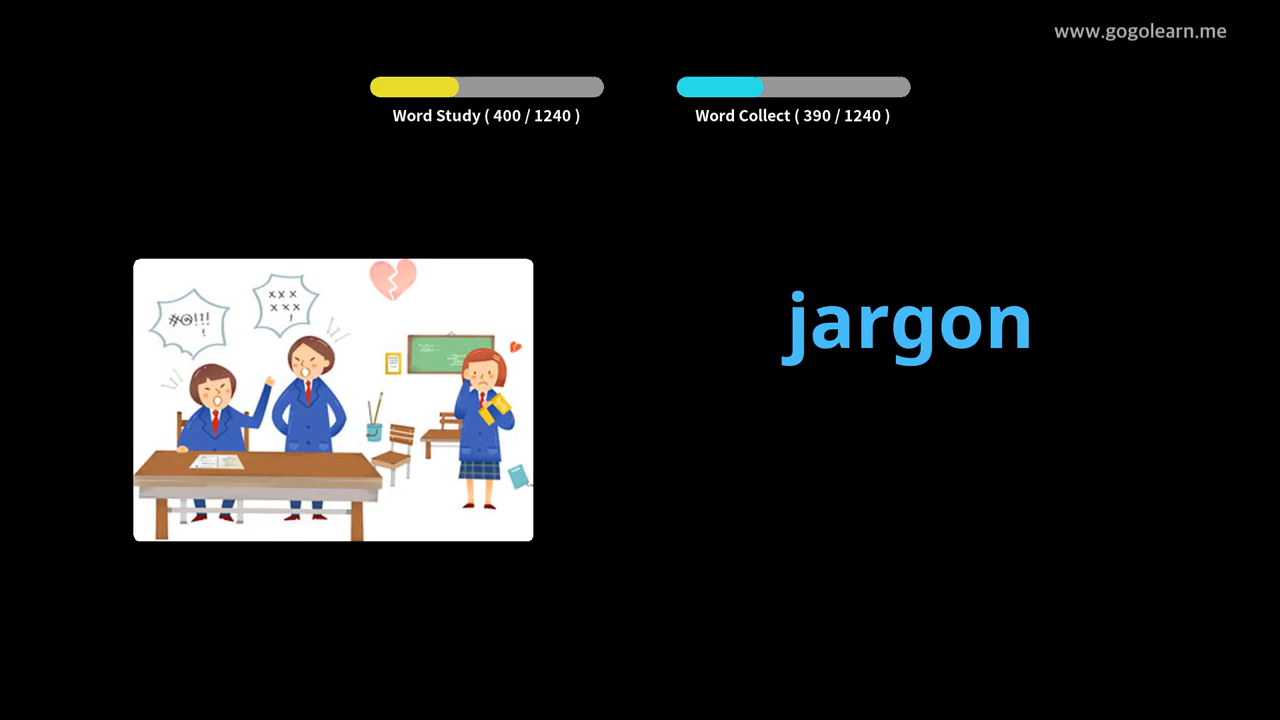 www.gogolearn.me
Word Study ( 400 / 1240 )
Word Collect ( 390 / 1240 )
#@!!!
!
x x x
x x x
!
jargon